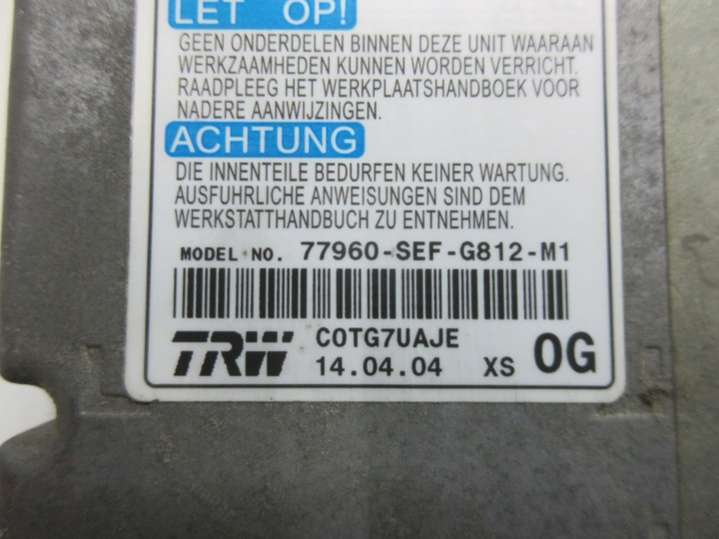 LET OP!
GEEN ONDERDELEN BINNEN DEZE UNIT WAARAAN
WERKZAAMHEDEN KUNNEN WORDEN VERRICHT.
RAADPLEEG HET WERKPLAATSHANDBOEK VOOR
NADERE AANWIJZINGEN.
ACHTUNG
DIE INNENTEILE BEDURFEN KEINER WARTUNG.
AUSFUHRLICHE ANWEISUNGEN SIND DEM
WERKSTATTHANDBUCH ZU ENTNEHMEN.
MODEL NO. 77960-SEF-G812-M1
TRW C0TG7UAJE
14.04.04 XS 0G